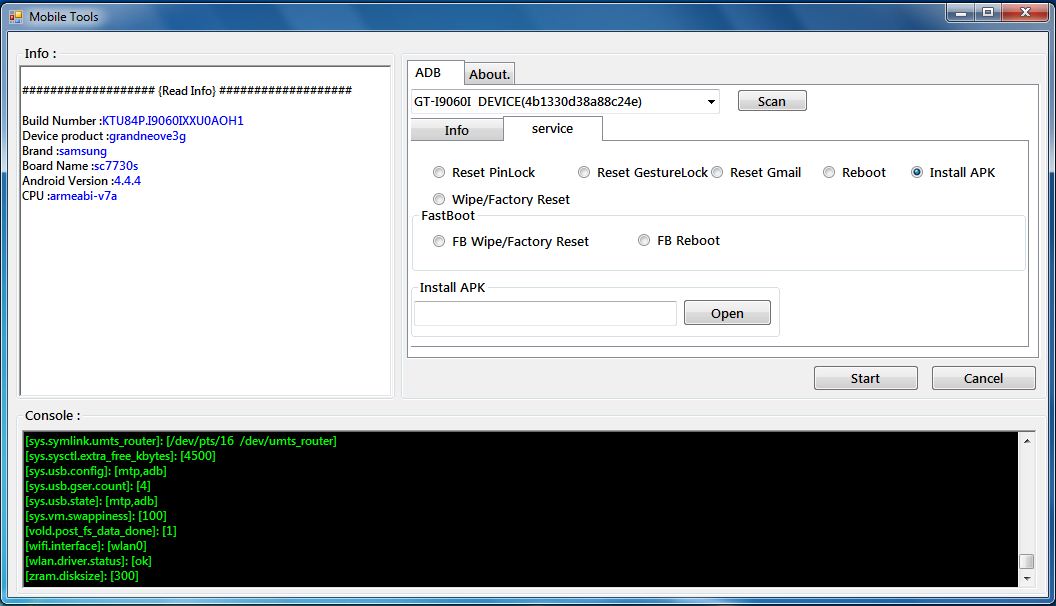 Mobile Tools
Info :
################### {Read Info} ###################
Build Number :KTU84P.I9060IXXU0AOH1
Device product :grandneove3g
Brand :samsung
Board Name :sc7730s
Android Version :4.4.4
CPU :armeabi-v7a
ADB About.
GT-I9060I DEVICE(4b1330d38a88c24e) Scan
Info service
Reset PinLock Reset GestureLock Reset Gmail Reboot Install APK
Wipe/Factory Reset
FastBoot
FB Wipe/Factory Reset FB Reboot
Install APK
Open
Start Cancel
Console :
[sys.symlink.umts_router]: [/dev/pts/16 /dev/umts_router]
[sys.sysctl.extra_free_kbytes]: [4500]
[sys.usb.config]: [mtp,adb]
[sys.usb.gser.count]: [4]
[sys.usb.state]: [mtp,adb]
[sys.vm.swappiness]: [100]
[vold.post_fs_data_done]: [1]
[wifi.interface]: [wlan0]
[wlan.driver.status]: [ok]
[zram.disksize]: [300]